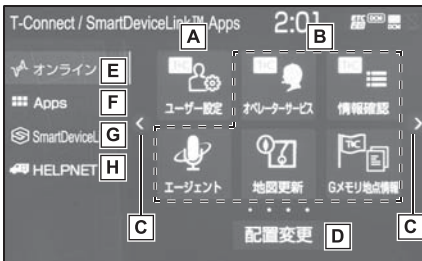 T-Connect / SmartDeviceLink™ Apps 2:01
A
B
オンライン E
Apps F
SmartDeviceL G
HELPNET H
T-C ユーザー設定
T-C オペレーターサービス
T-C 情報確認
エージェント
地図更新
T-C Gメモリ地点情報
C
C
配置変更 D